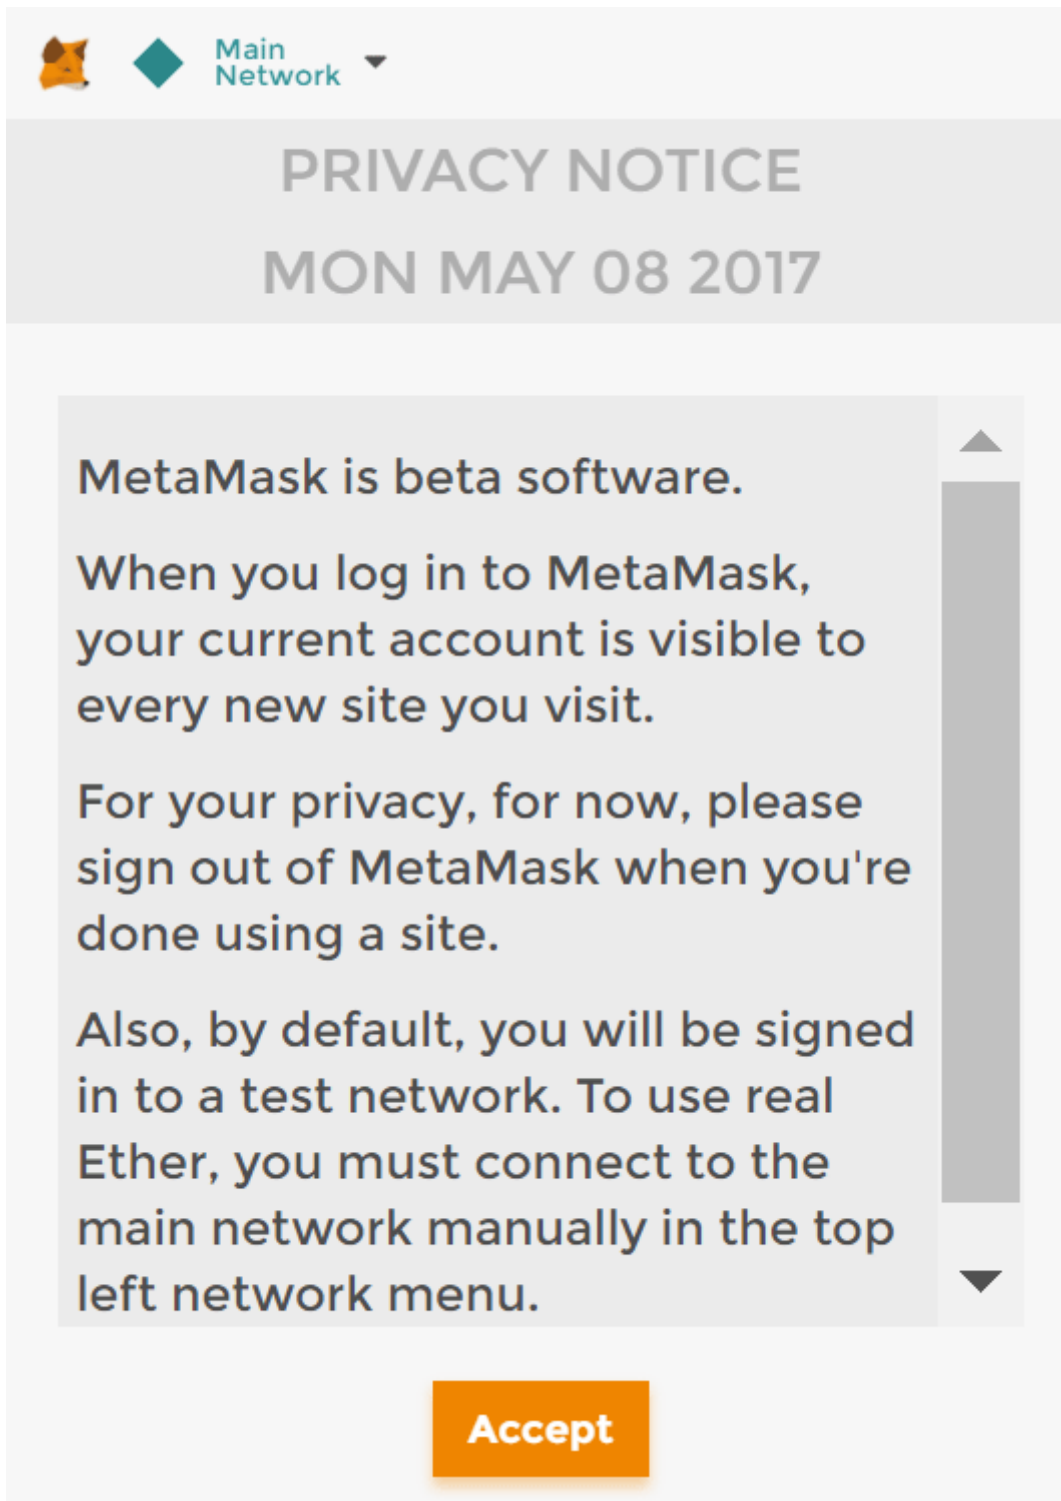 Main
Network
PRIVACY NOTICE
MON MAY 08 2017
MetaMask is beta software.
When you log in to MetaMask,
your current account is visible to
every new site you visit.
For your privacy, for now, please
sign out of MetaMask when you're
done using a site.
Also, by default, you will be signed
in to a test network. To use real
Ether, you must connect to the
main network manually in the top
left network menu.
Accept